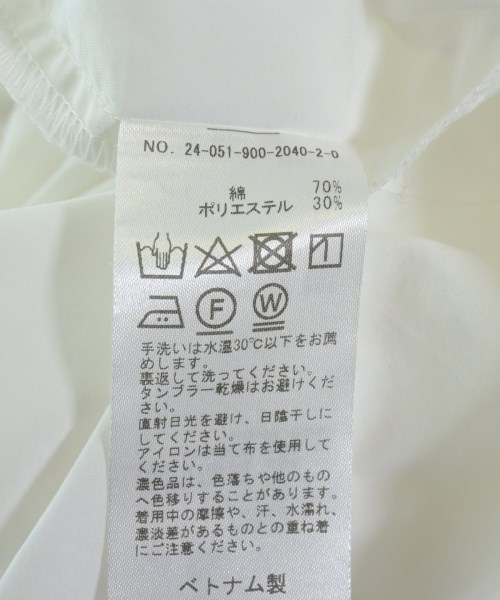 NO. 24-051-900-2040-2-0
綿 70%
ポリエステル 30%
F W
手洗いは水温30℃以下をお薦
めします。
裏返して洗ってください。
タンブラー乾燥はお避けくだ
さい。
直射日光を避け、日陰干しに
してください。
アイロンは当て布を使用して
ください。
濃色品は、色落ちや他のもの
へ色移りすることがあります。
着用中の摩擦や、汗、水濡れ、
濃淡差があるものとの重ね着
にご注意ください。
ベトナム製